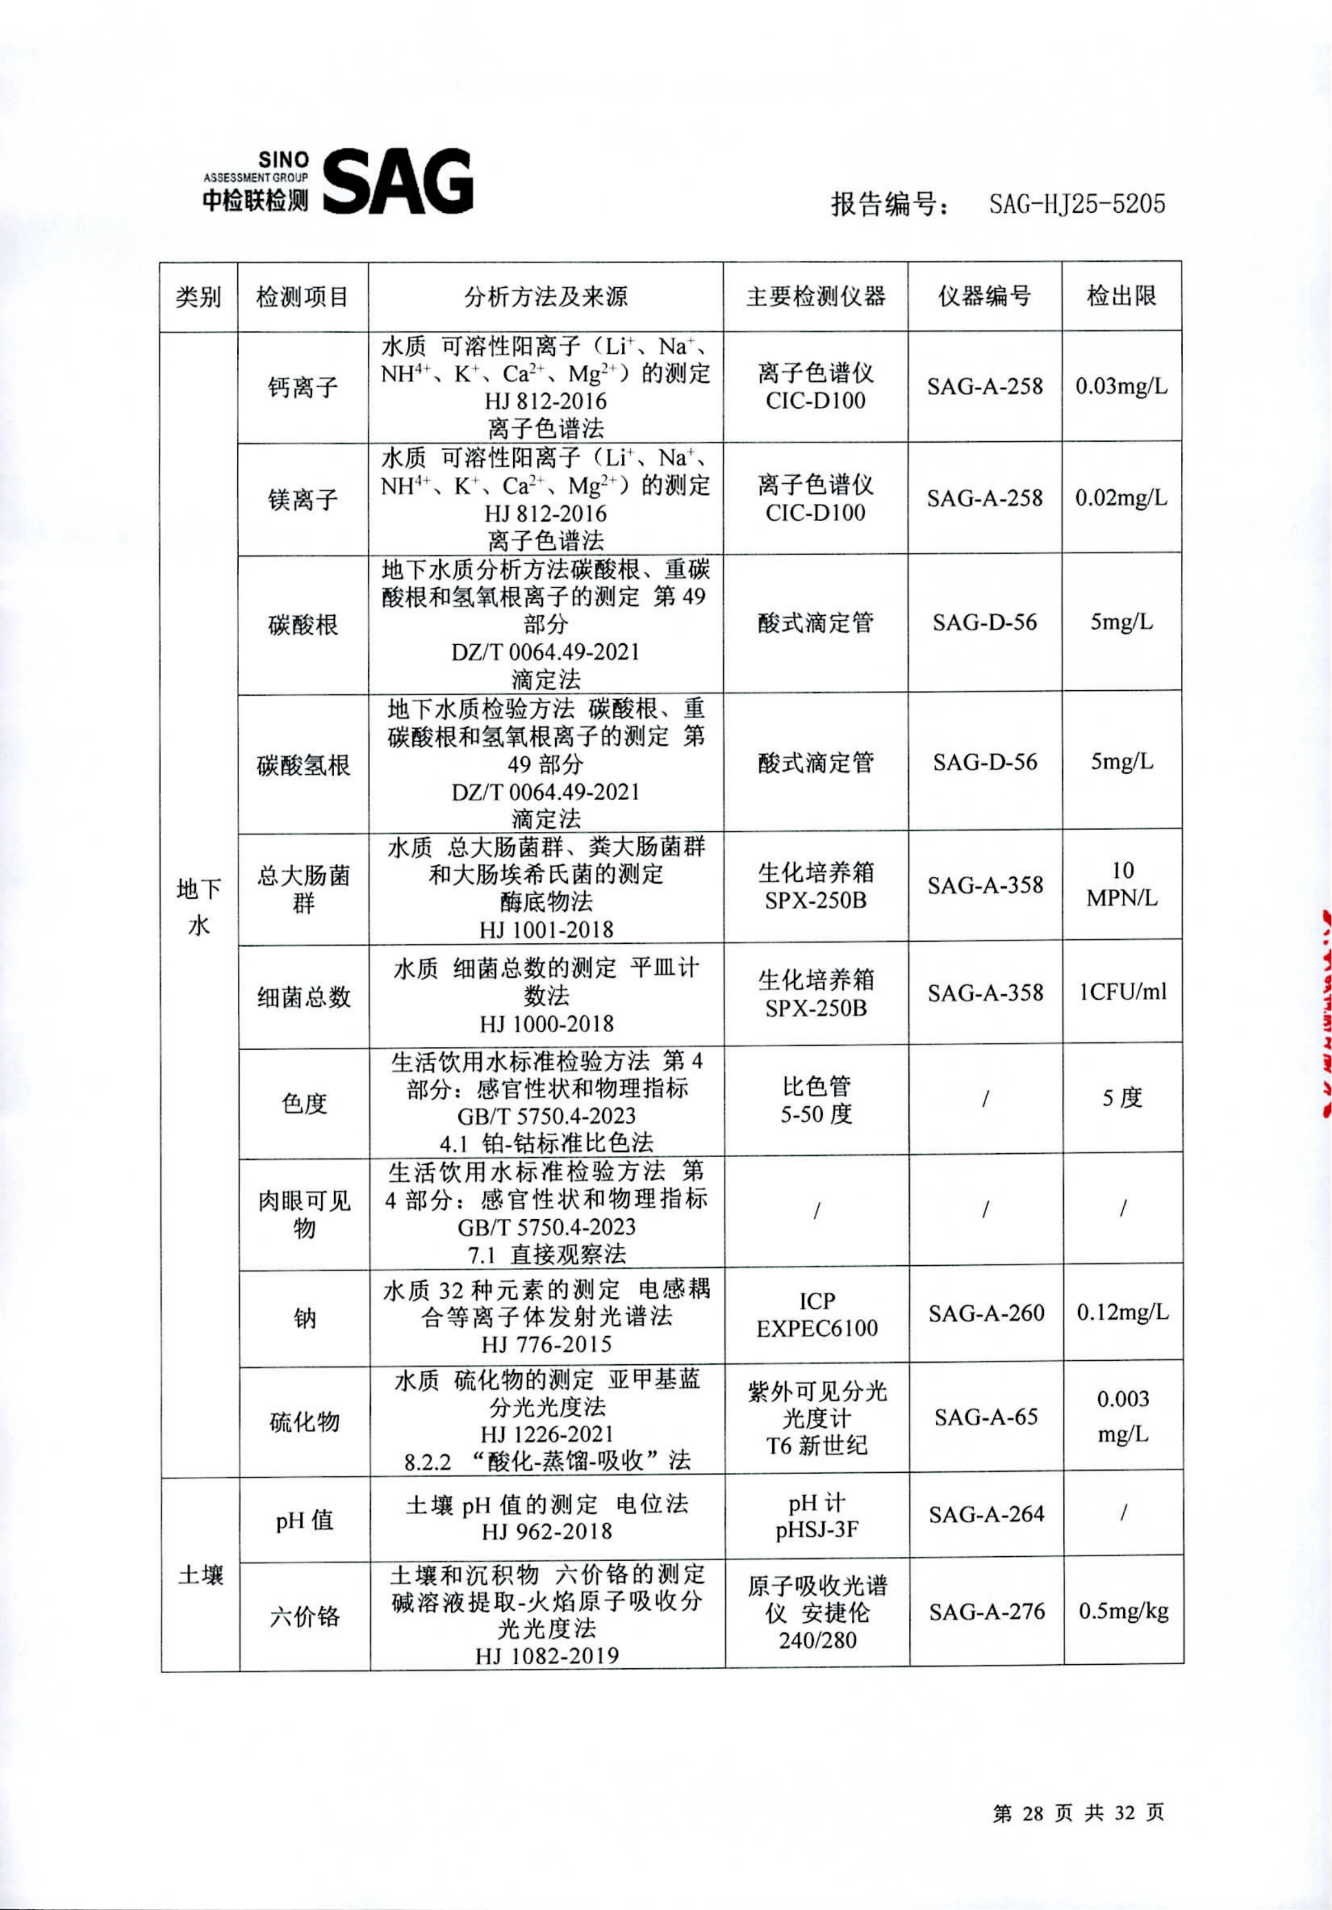 SINO
ASSESSMENT GROUP
中检联检测
SAG
报告编号： SAG-HJ25-5205
类别 检测项目 分析方法及来源 主要检测仪器 仪器编号 检出限
地下
水
钙离子
水质 可溶性阳离子（Li⁺、Na⁺、
NH⁴⁺、K⁺、Ca²⁺、Mg²⁺）的测定
HJ 812-2016
离子色谱法
离子色谱仪
CIC-D100
SAG-A-258
0.03mg/L
镁离子
水质 可溶性阳离子（Li⁺、Na⁺、
NH⁴⁺、K⁺、Ca²⁺、Mg²⁺）的测定
HJ 812-2016
离子色谱法
离子色谱仪
CIC-D100
SAG-A-258
0.02mg/L
碳酸根
地下水质分析方法碳酸根、重碳
酸根和氢氧根离子的测定 第 49
部分
DZ/T 0064.49-2021
滴定法
酸式滴定管
SAG-D-56
5mg/L
碳酸氢根
地下水质检验方法 碳酸根、重
碳酸根和氢氧根离子的测定 第
49 部分
DZ/T 0064.49-2021
滴定法
酸式滴定管
SAG-D-56
5mg/L
总大肠菌
群
水质 总大肠菌群、粪大肠菌群
和大肠埃希氏菌的测定
酶底物法
HJ 1001-2018
生化培养箱
SPX-250B
SAG-A-358
10
MPN/L
细菌总数
水质 细菌总数的测定 平皿计
数法
HJ 1000-2018
生化培养箱
SPX-250B
SAG-A-358
1CFU/ml
色度
生活饮用水标准检验方法 第 4
部分：感官性状和物理指标
GB/T 5750.4-2023
4.1 铂-钴标准比色法
比色管
5-50 度
/
5 度
肉眼可见
物
生活饮用水标准检验方法 第
4 部分：感官性状和物理指标
GB/T 5750.4-2023
7.1 直接观察法
/
/
/
钠
水质 32 种元素的测定 电感耦
合等离子体发射光谱法
HJ 776-2015
ICP
EXPEC6100
SAG-A-260
0.12mg/L
硫化物
水质 硫化物的测定 亚甲基蓝
分光光度法
HJ 1226-2021
8.2.2 “酸化-蒸馏-吸收”法
紫外可见分光
光度计
T6 新世纪
SAG-A-65
0.003
mg/L
土壤
pH 值
土壤 pH 值的测定 电位法
HJ 962-2018
pH 计
pHSJ-3F
SAG-A-264
/
六价铬
土壤和沉积物 六价铬的测定
碱溶液提取-火焰原子吸收分
光光度法
HJ 1082-2019
原子吸收光谱
仪 安捷伦
240/280
SAG-A-276
0.5mg/kg
第 28 页 共 32 页